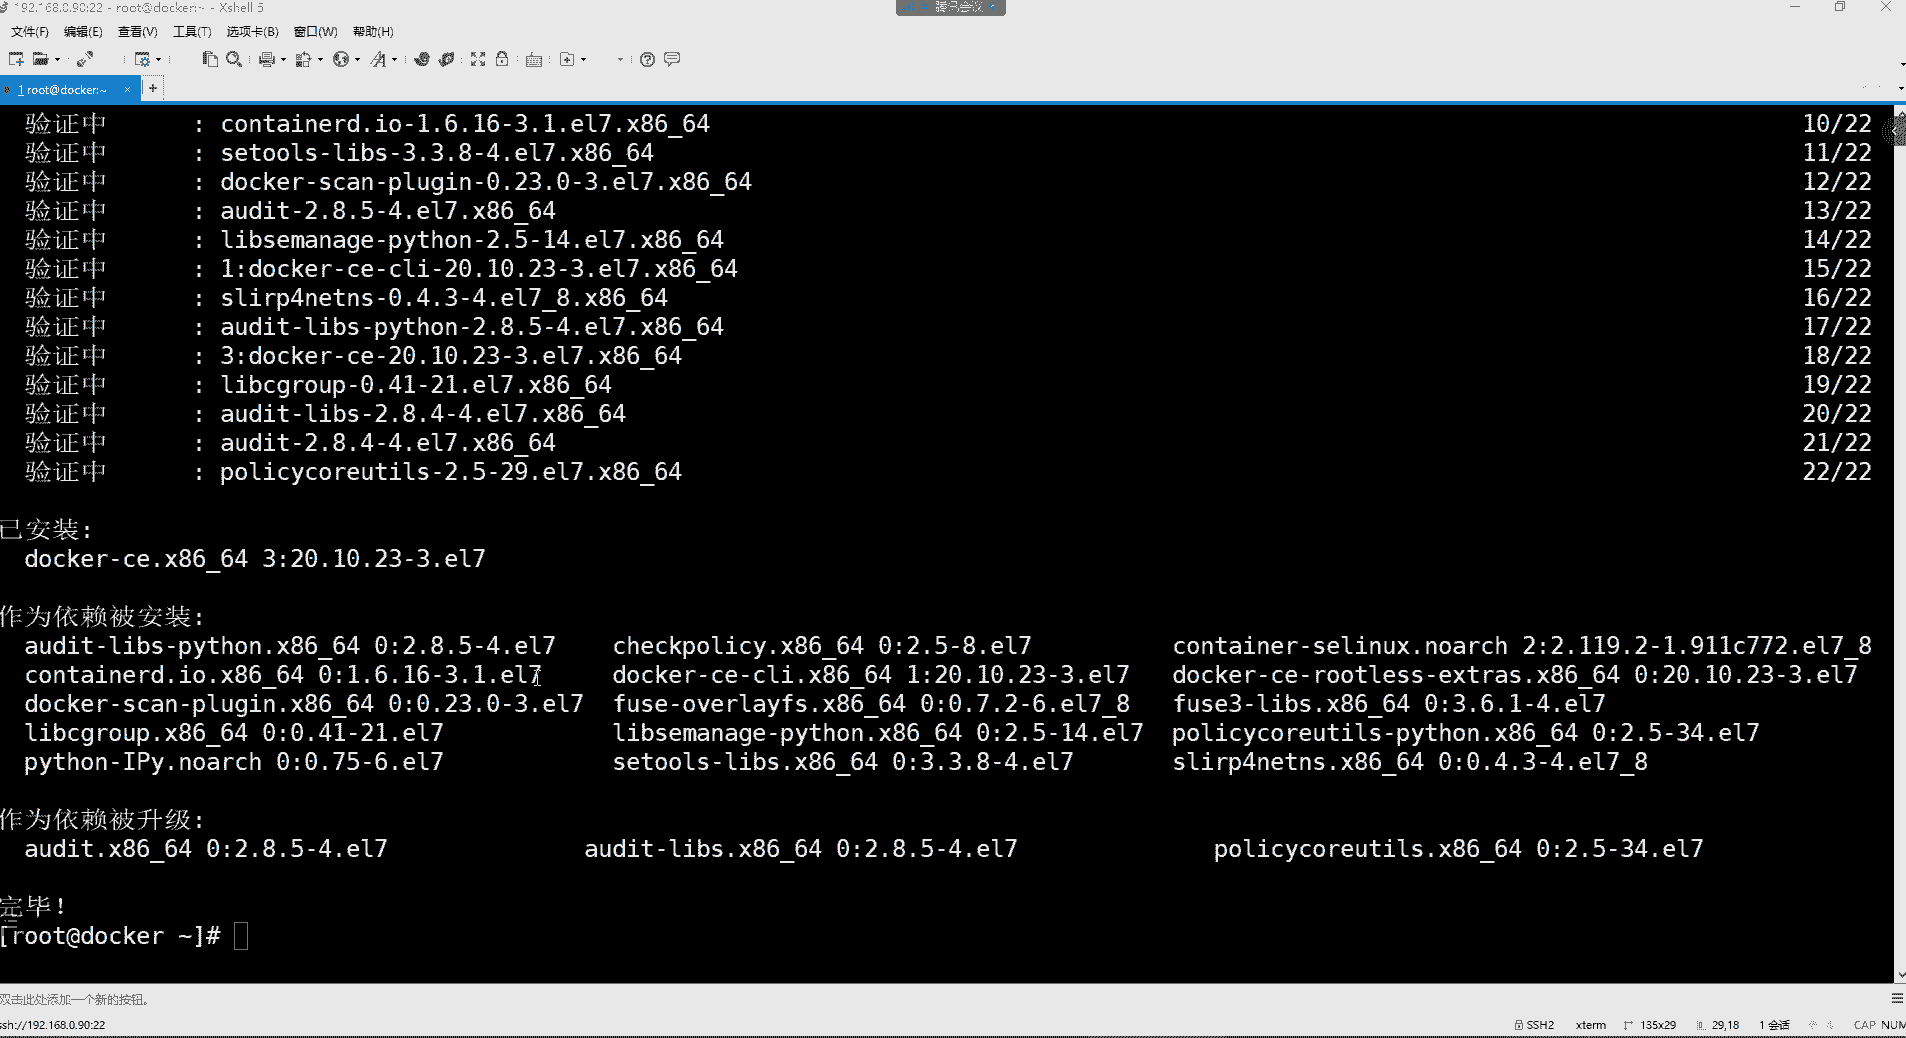 192.168.0.90:22 - root@docker:~ - Xshell 5
腾讯会议
文件(F) 编辑(E) 查看(V) 工具(T) 选项卡(B) 窗口(W) 帮助(H)
1 root@docker:~ × +
验证中 : containerd.io-1.6.16-3.1.el7.x86_64 10/22
验证中 : setools-libs-3.3.8-4.el7.x86_64 11/22
验证中 : docker-scan-plugin-0.23.0-3.el7.x86_64 12/22
验证中 : audit-2.8.5-4.el7.x86_64 13/22
验证中 : libsemanage-python-2.5-14.el7.x86_64 14/22
验证中 : 1:docker-ce-cli-20.10.23-3.el7.x86_64 15/22
验证中 : slirp4netns-0.4.3-4.el7_8.x86_64 16/22
验证中 : audit-libs-python-2.8.5-4.el7.x86_64 17/22
验证中 : 3:docker-ce-20.10.23-3.el7.x86_64 18/22
验证中 : libcgroup-0.41-21.el7.x86_64 19/22
验证中 : audit-libs-2.8.4-4.el7.x86_64 20/22
验证中 : audit-2.8.4-4.el7.x86_64 21/22
验证中 : policycoreutils-2.5-29.el7.x86_64 22/22
已安装:
docker-ce.x86_64 3:20.10.23-3.el7
作为依赖被安装:
audit-libs-python.x86_64 0:2.8.5-4.el7 checkpolicy.x86_64 0:2.5-8.el7 container-selinux.noarch 2:2.119.2-1.911c772.el7_8
containerd.io.x86_64 0:1.6.16-3.1.el7 docker-ce-cli.x86_64 1:20.10.23-3.el7 docker-ce-rootless-extras.x86_64 0:20.10.23-3.el7
docker-scan-plugin.x86_64 0:0.23.0-3.el7 fuse-overlayfs.x86_64 0:0.7.2-6.el7_8 fuse3-libs.x86_64 0:3.6.1-4.el7
libcgroup.x86_64 0:0.41-21.el7 libsemanage-python.x86_64 0:2.5-14.el7 policycoreutils-python.x86_64 0:2.5-34.el7
python-IPy.noarch 0:0.75-6.el7 setools-libs.x86_64 0:3.3.8-4.el7 slirp4netns.x86_64 0:0.4.3-4.el7_8
作为依赖被升级:
audit.x86_64 0:2.8.5-4.el7 audit-libs.x86_64 0:2.8.5-4.el7 policycoreutils.x86_64 0:2.5-34.el7
完毕!
[root@docker ~]#
双击此处添加一个新的按钮。
ssh://192.168.0.90:22 SSH2 xterm 135x29 29,18 1 会话 CAP NUM